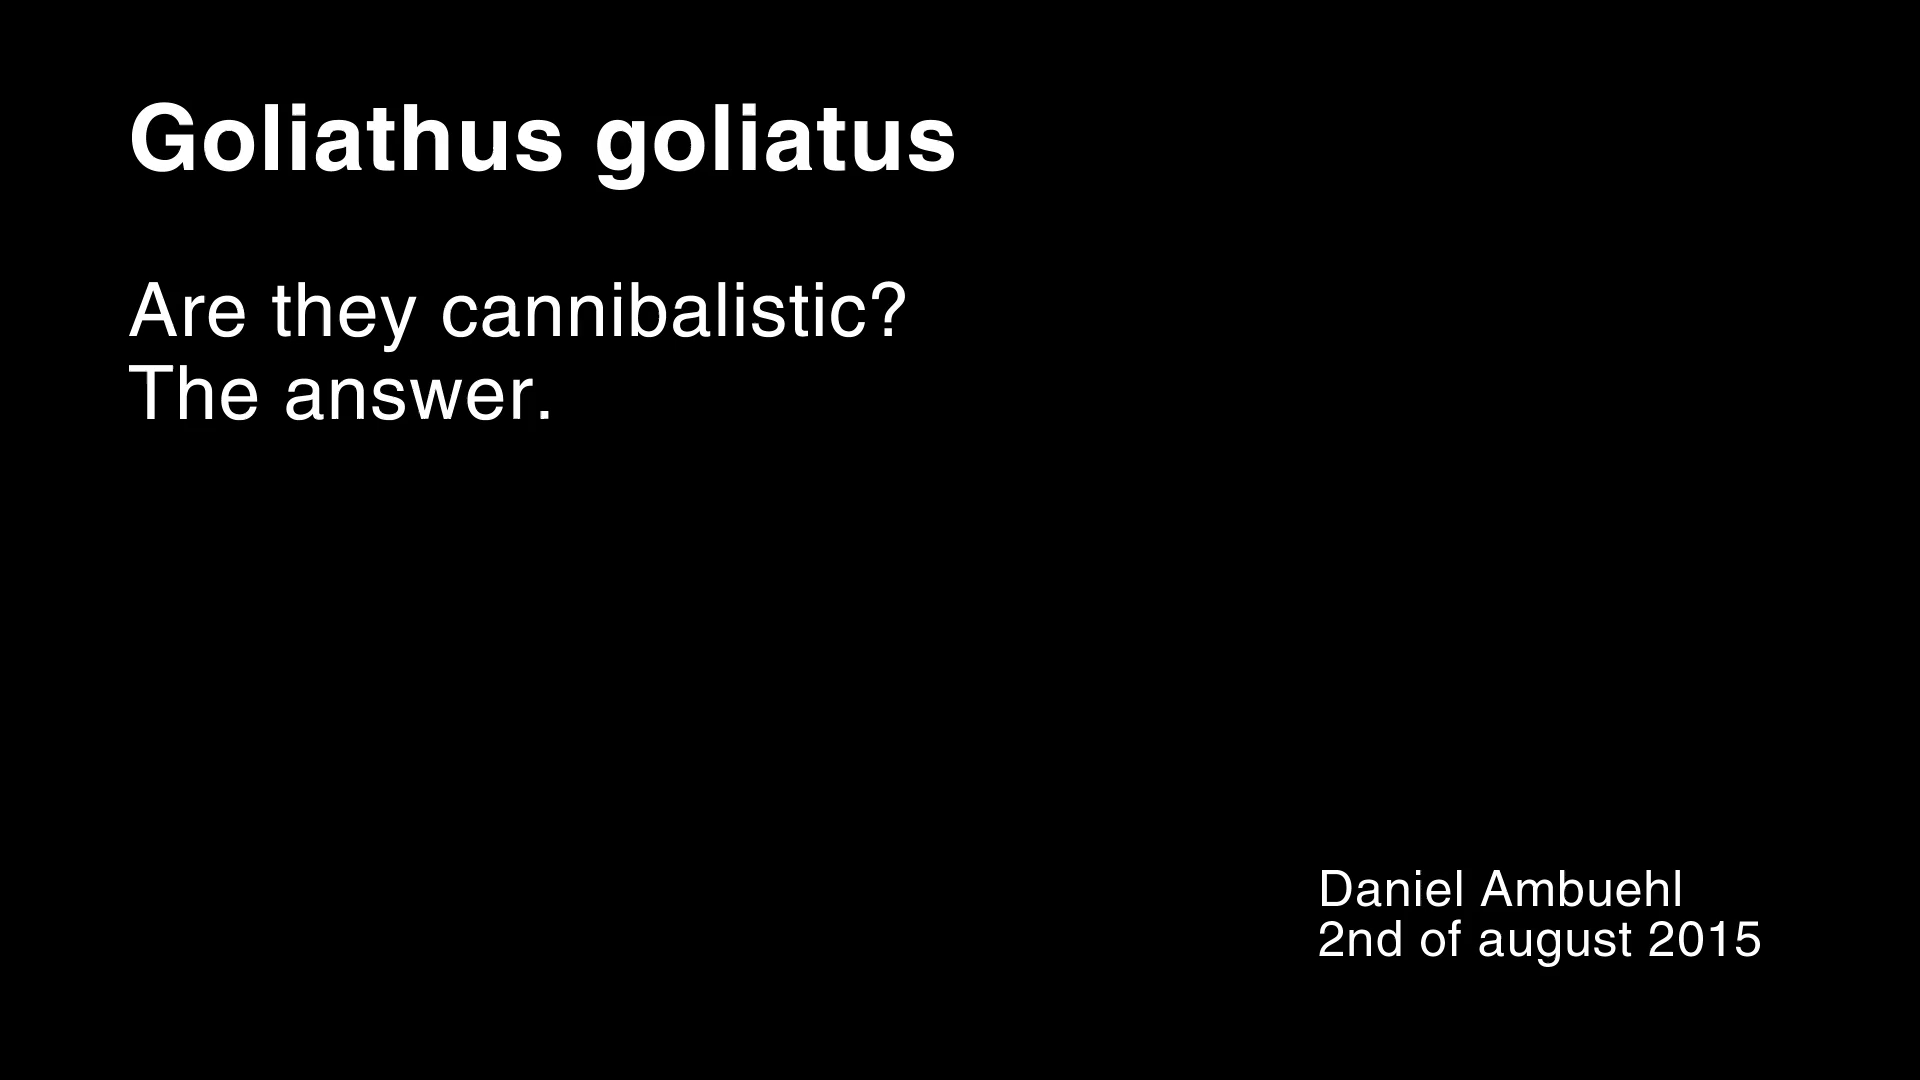 Goliathus goliatus
Are they cannibalistic?
The answer.
Daniel Ambuehl
2nd of august 2015